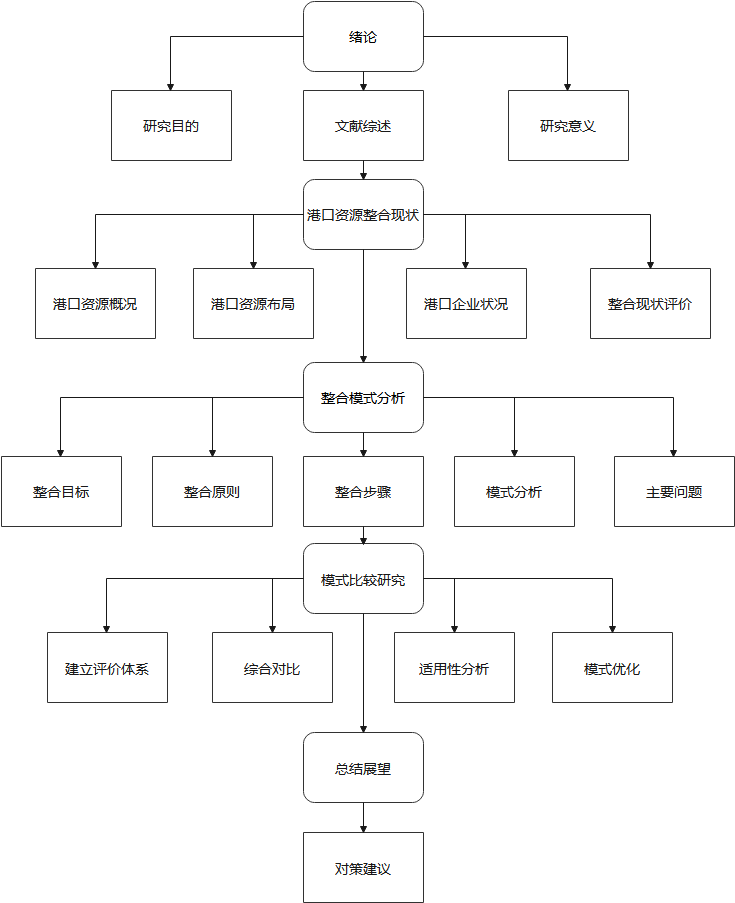 绪论
研究目的
文献综述
研究意义
港口资源整合现状
港口资源概况
港口资源布局
港口企业状况
整合现状评价
整合模式分析
整合目标
整合原则
整合步骤
模式分析
主要问题
模式比较研究
建立评价体系
综合对比
适用性分析
模式优化
总结展望
对策建议